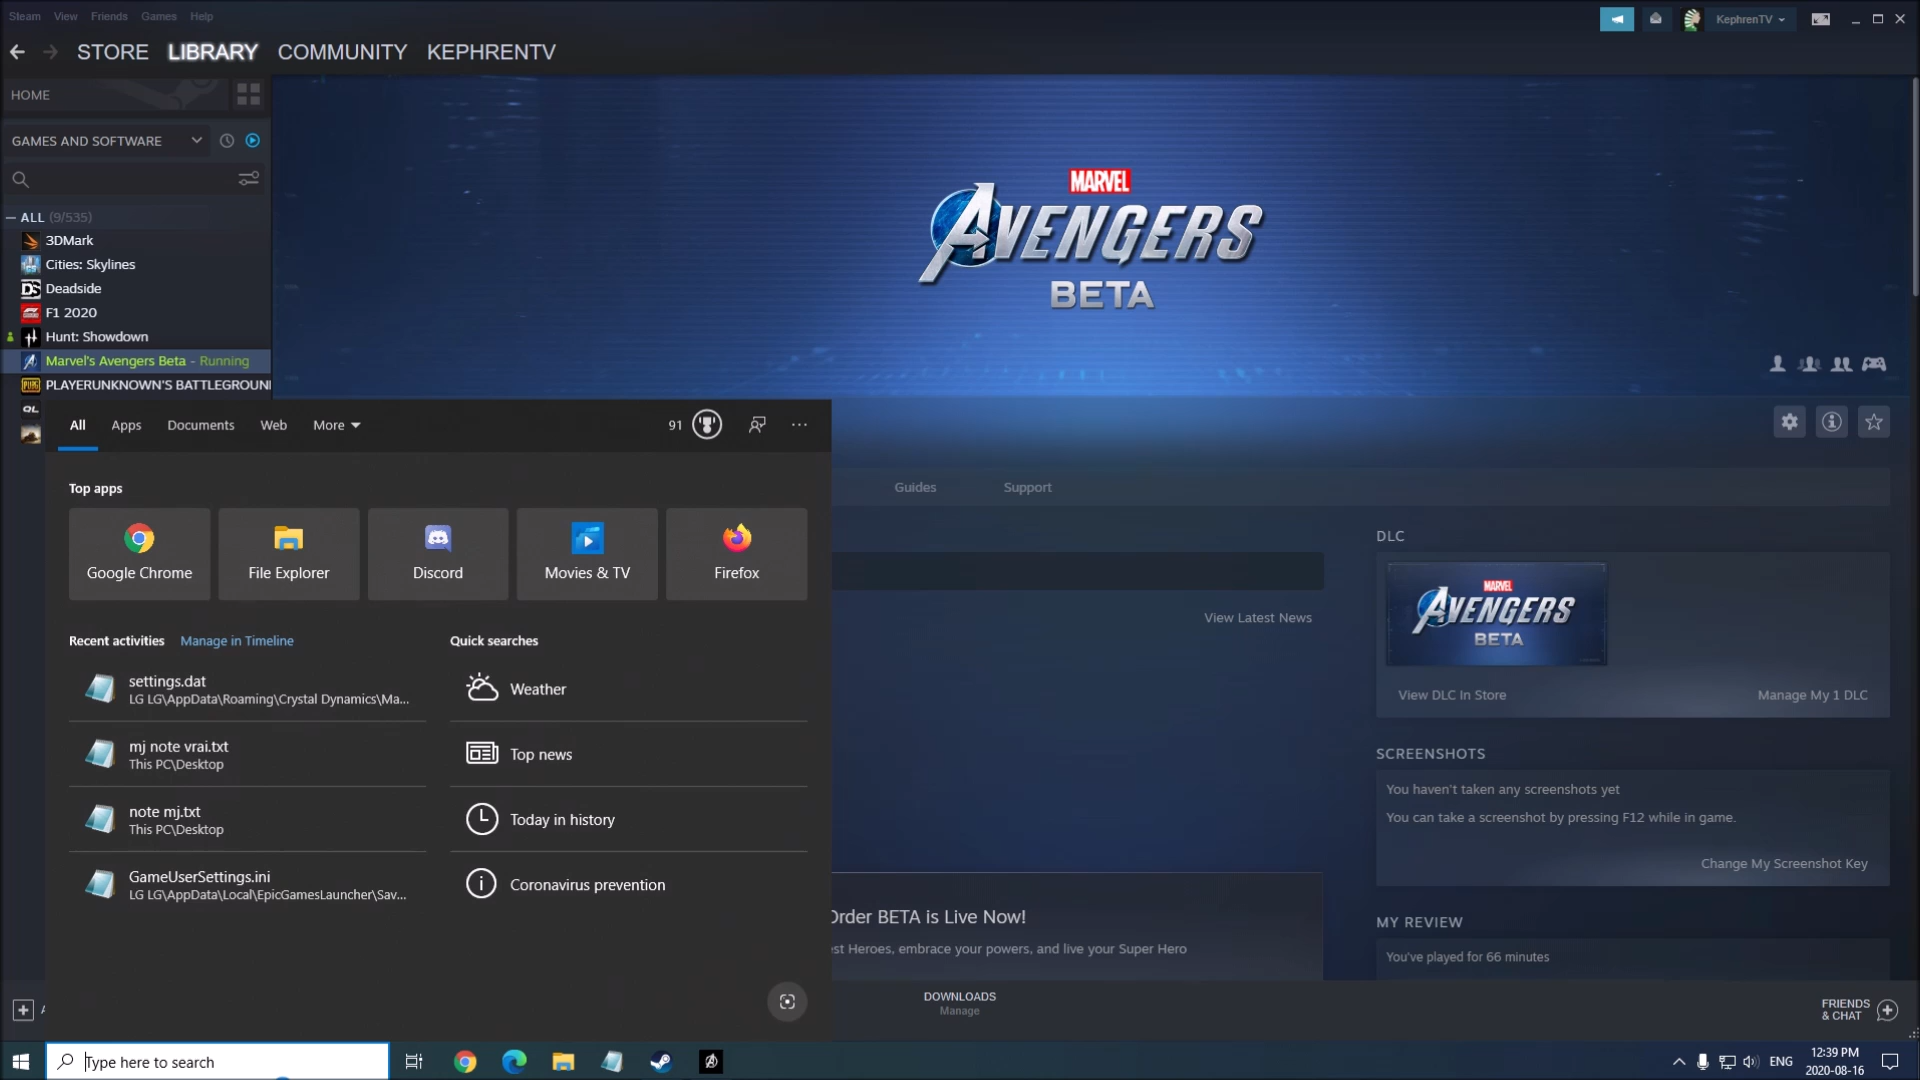 Steam View Friends Games Help
KephrenTV
STORE LIBRARY COMMUNITY KEPHRENTV
HOME
GAMES AND SOFTWARE
ALL (9/535)
3DMark
Cities: Skylines
Deadside
F1 2020
Hunt: Showdown
Marvel's Avengers Beta - Running
PLAYERUNKNOWN'S BATTLEGROUN
MARVEL
AVENGERS
BETA
All Apps Documents Web More 91
Top apps
Google Chrome File Explorer Discord Movies & TV Firefox
Recent activities Manage in Timeline
settings.dat
LG LG\AppData\Roaming\Crystal Dynamics\Ma...
mj note vrai.txt
This PC\Desktop
note mj.txt
This PC\Desktop
GameUserSettings.ini
LG LG\AppData\Local\EpicGamesLauncher\Sav...
Quick searches
Weather
Top news
Today in history
Coronavirus prevention
Guides Support
View Latest News
Order BETA is Live Now!
est Heroes, embrace your powers, and live your Super Hero
DLC
MARVEL
AVENGERS
BETA
View DLC In Store Manage My 1 DLC
SCREENSHOTS
You haven't taken any screenshots yet
You can take a screenshot by pressing F12 while in game.
Change My Screenshot Key
MY REVIEW
You've played for 66 minutes
DOWNLOADS
Manage
FRIENDS
& CHAT
Type here to search
ENG
12:39 PM
2020-08-16